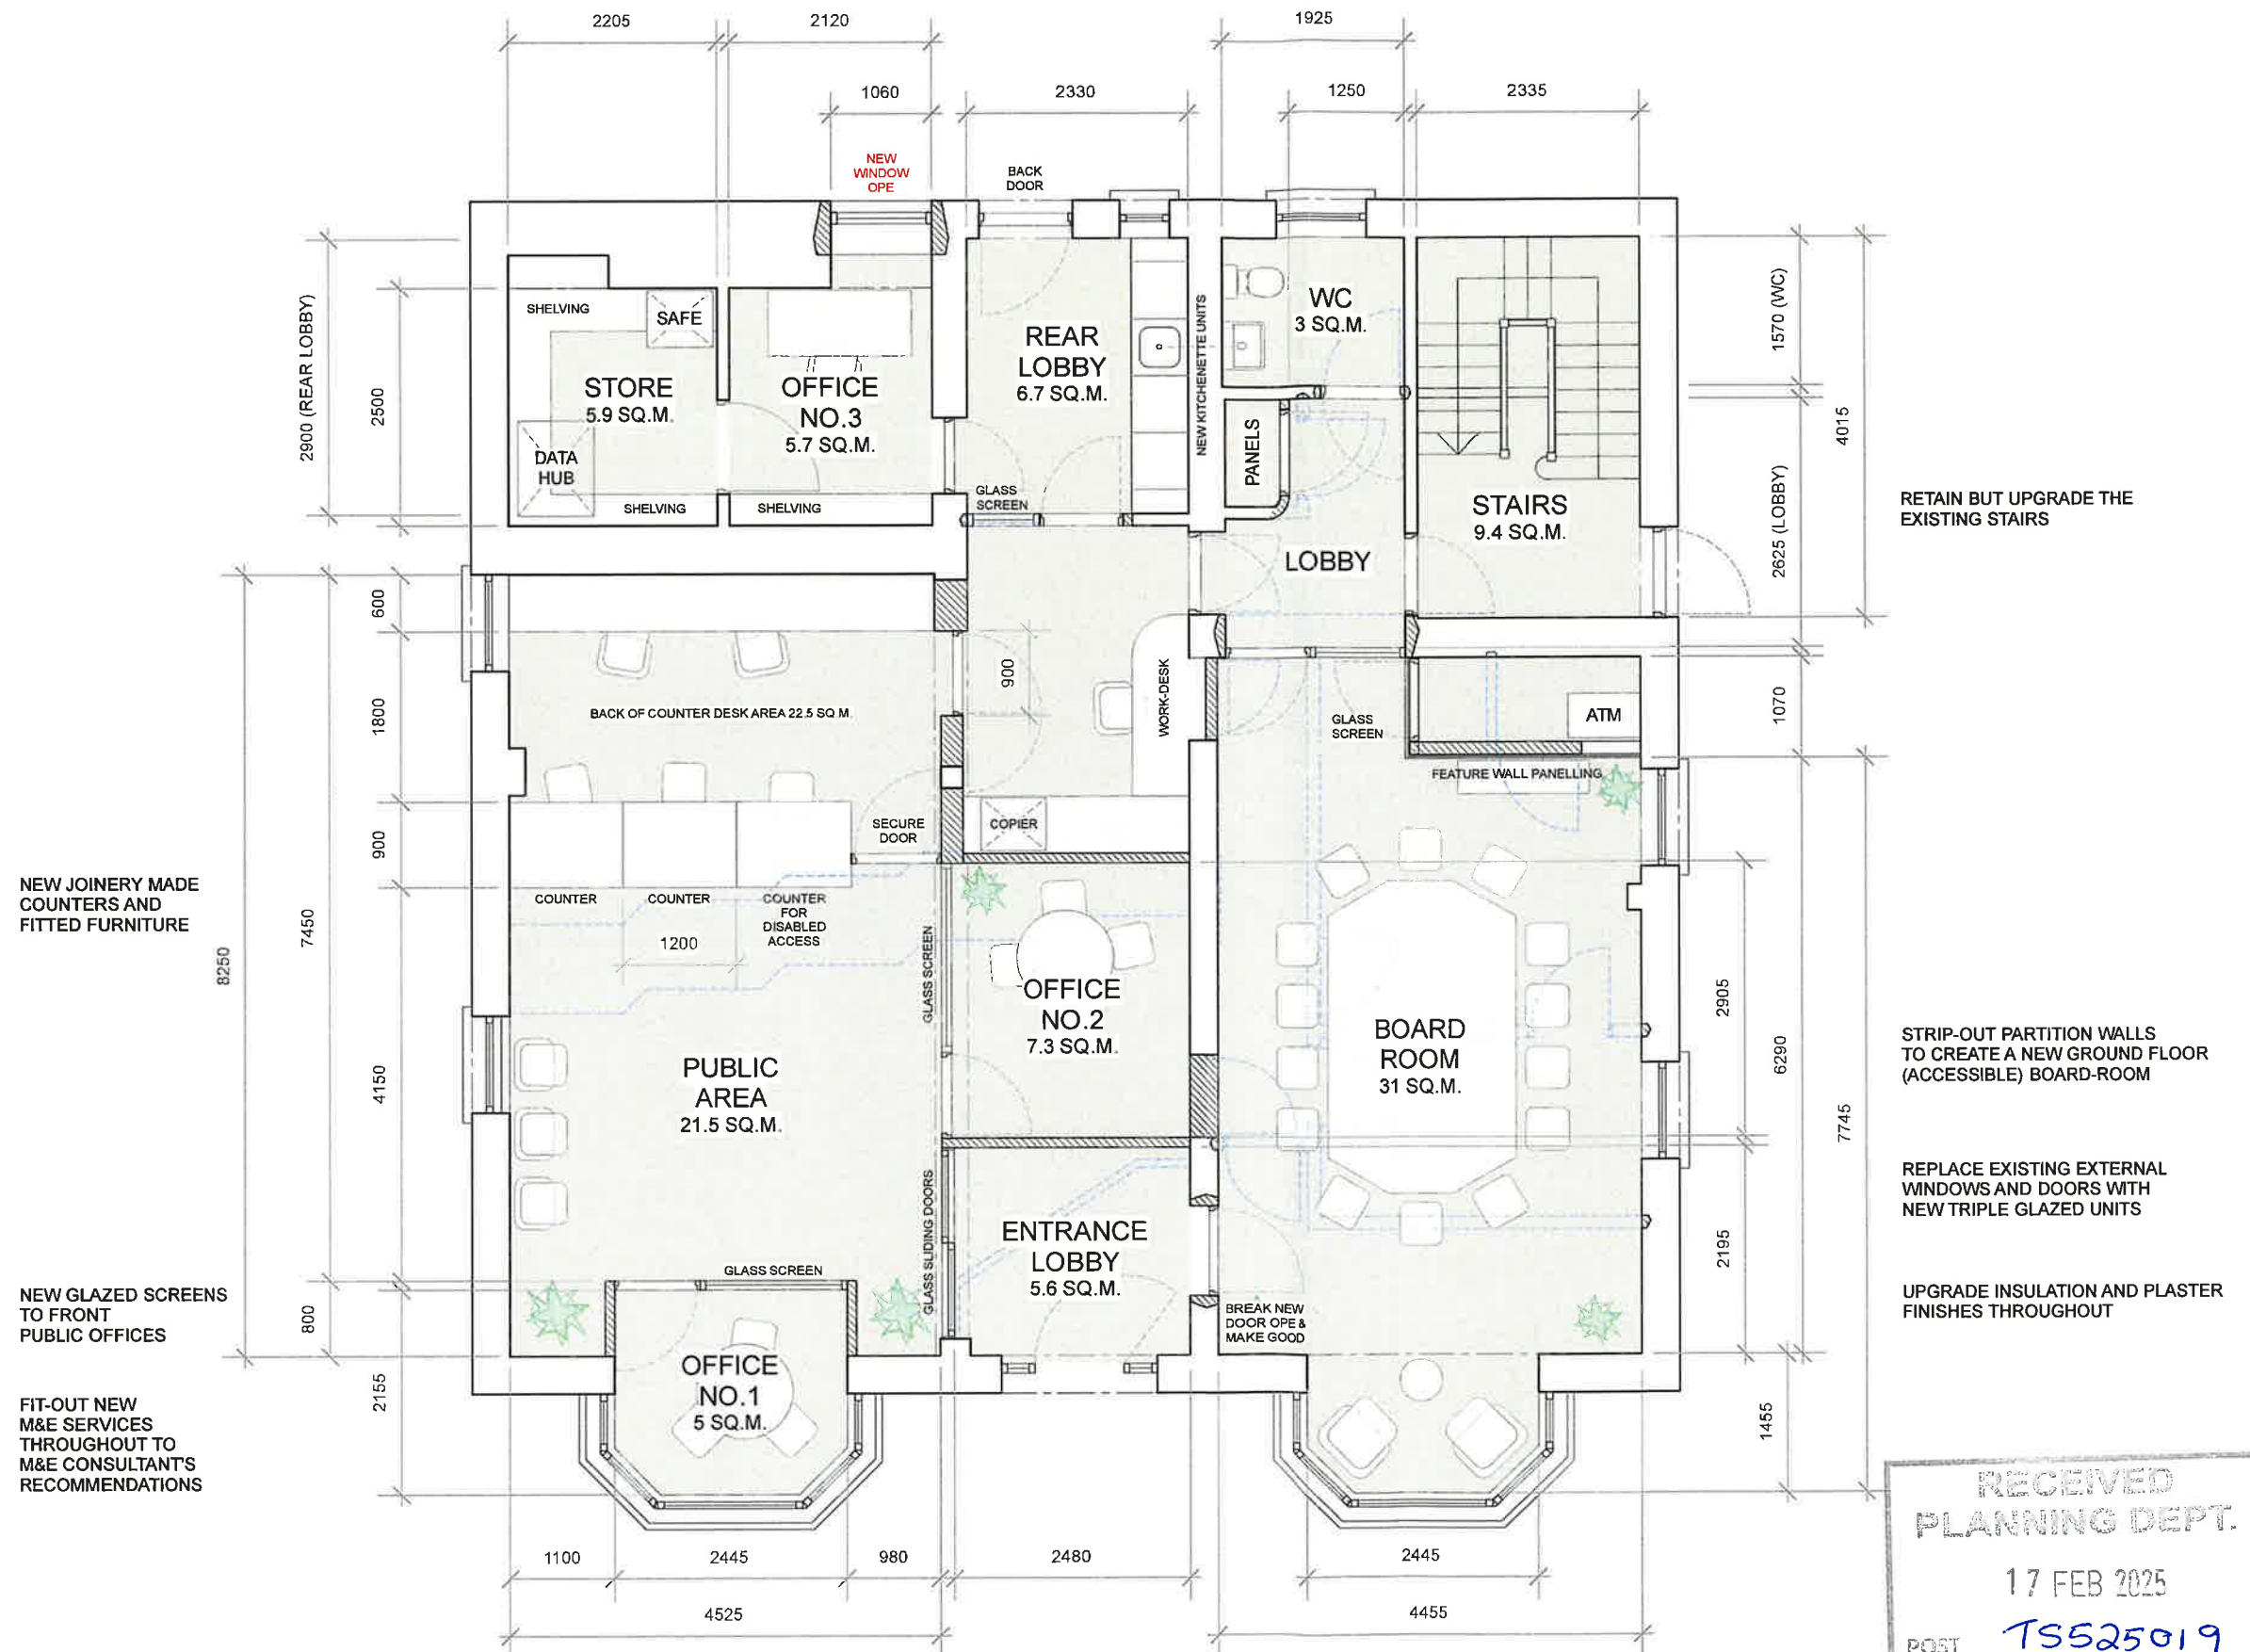 2205
2120
1925
1060
2330
1250
2335
NEW
WINDOW
OPE
BACK
DOOR
2900 (REAR LOBBY)
2500
SHELVING
SAFE
STORE
5.9 SQ.M.
DATA
HUB
SHELVING
OFFICE
NO.3
5.7 SQ.M.
SHELVING
REAR
LOBBY
6.7 SQ.M.
GLASS
SCREEN
NEW KITCHENETTE UNITS
WC
3 SQ.M.
PANELS
LOBBY
STAIRS
9.4 SQ.M.
1570 (WC)
2625 (LOBBY)
4015
RETAIN BUT UPGRADE THE
EXISTING STAIRS
600
1800
900
BACK OF COUNTER DESK AREA 22.5 SQ.M.
900
WORK-DESK
GLASS
SCREEN
ATM
1070
FEATURE WALL PANELLING
SECURE
DOOR
COPIER
NEW JOINERY MADE
COUNTERS AND
FITTED FURNITURE
8250
7450
COUNTER
COUNTER
COUNTER
FOR
DISABLED
ACCESS
1200
GLASS SCREEN
OFFICE
NO.2
7.3 SQ.M.
BOARD
ROOM
31 SQ.M.
2905
6290
7745
STRIP-OUT PARTITION WALLS
TO CREATE A NEW GROUND FLOOR
(ACCESSIBLE) BOARD-ROOM
4150
PUBLIC
AREA
21.5 SQ.M.
REPLACE EXISTING EXTERNAL
WINDOWS AND DOORS WITH
NEW TRIPLE GLAZED UNITS
GLASS SLIDING DOORS
ENTRANCE
LOBBY
5.6 SQ.M.
2195
GLASS SCREEN
BREAK NEW
DOOR OPE &
MAKE GOOD
NEW GLAZED SCREENS
TO FRONT
PUBLIC OFFICES
800
UPGRADE INSULATION AND PLASTER
FINISHES THROUGHOUT
OFFICE
NO.1
5 SQ.M.
2155
1455
FIT-OUT NEW
M&E SERVICES
THROUGHOUT TO
M&E CONSULTANT'S
RECOMMENDATIONS
1100
2445
980
2480
2445
4525
4455
RECEIVED
PLANNING DEPT.
17 FEB 2025
POST TS525019